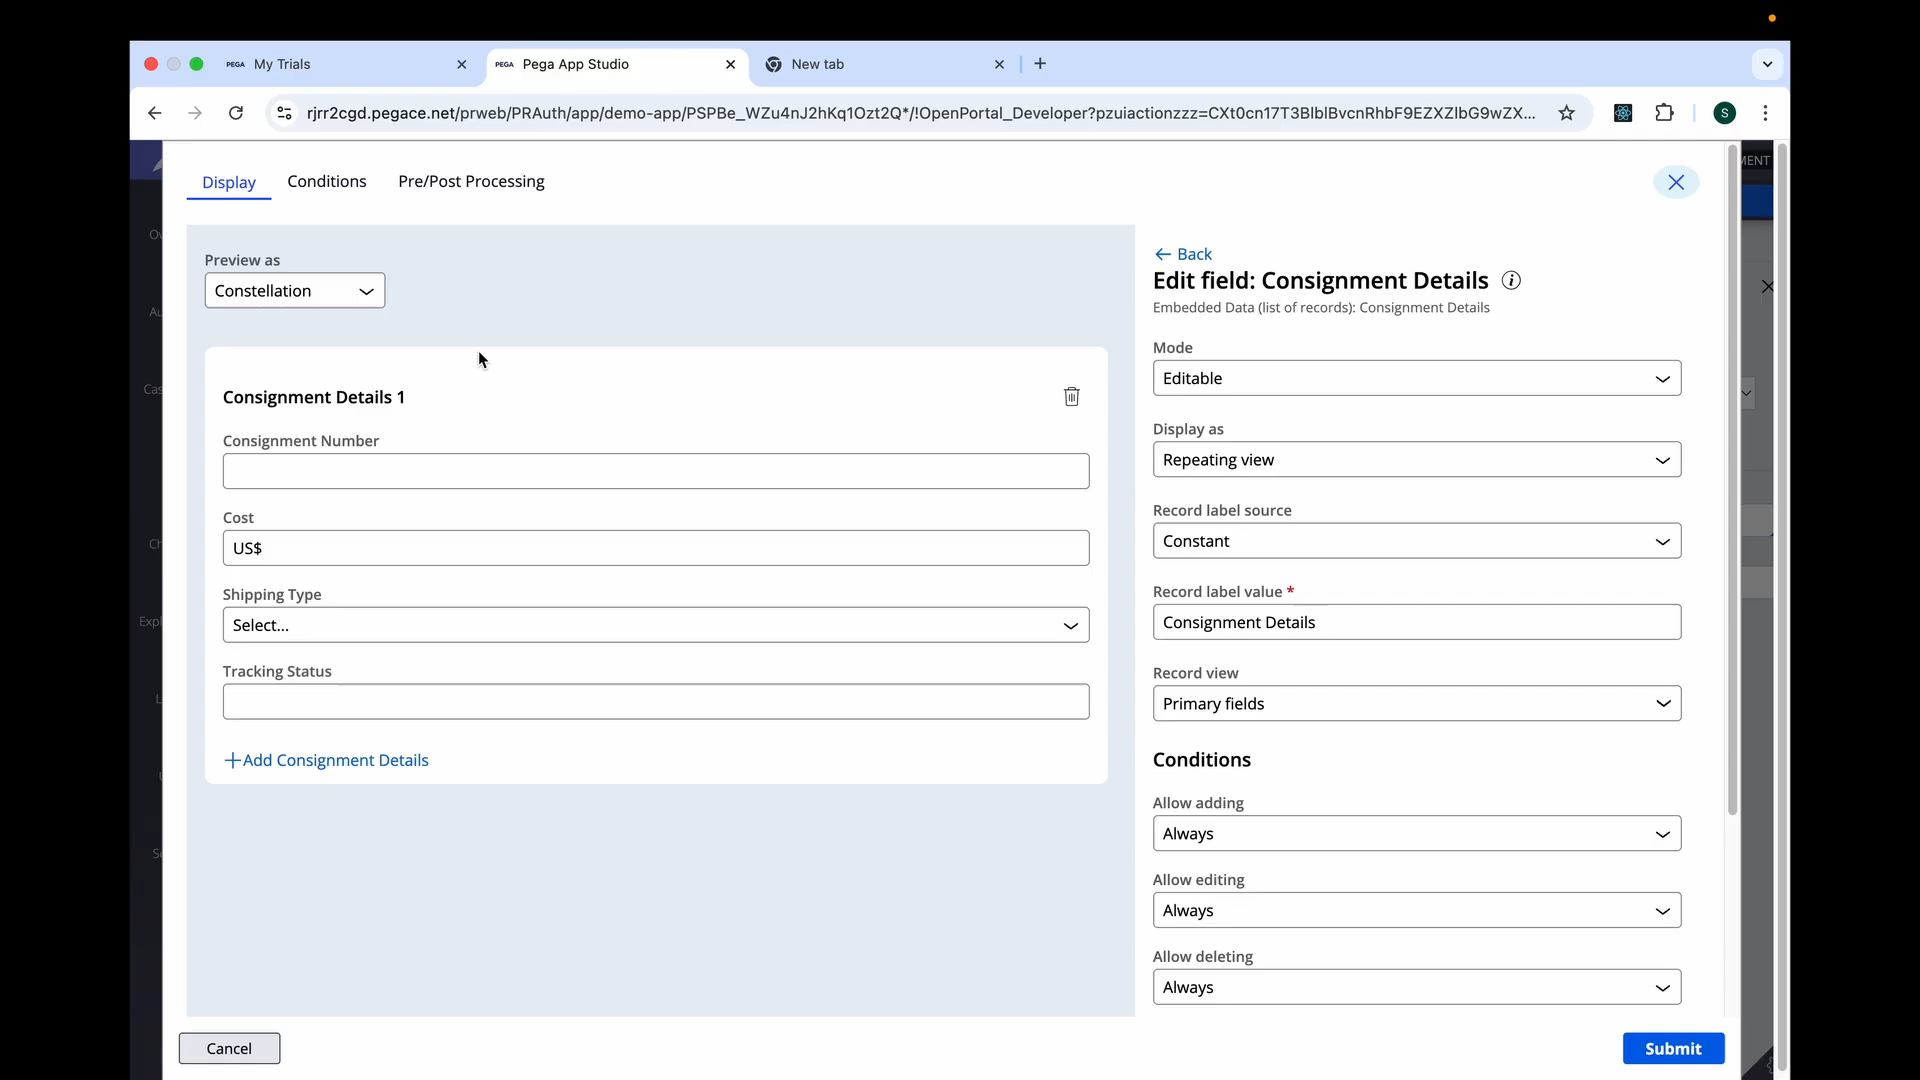 PEGA My Trials
PEGA Pega App Studio
New tab
rjrr2cgd.pegace.net/prweb/PRAuth/app/demo-app/PSPBe_WZu4nJ2hKq1Ozt2Q*/!OpenPortal_Developer?pzuiactionzzz=CXt0cn17T3BlblBvcnRhbF9EZXZlbG9wZX...
S
MENT
Display
Conditions
Pre/Post Processing
Preview as
Constellation
Consignment Details 1
Consignment Number
Cost
US$
Shipping Type
Select...
Tracking Status
+Add Consignment Details
Back
Edit field: Consignment Details
Embedded Data (list of records): Consignment Details
Mode
Editable
Display as
Repeating view
Record label source
Constant
Record label value *
Consignment Details
Record view
Primary fields
Conditions
Allow adding
Always
Allow editing
Always
Allow deleting
Always
Cancel
Submit